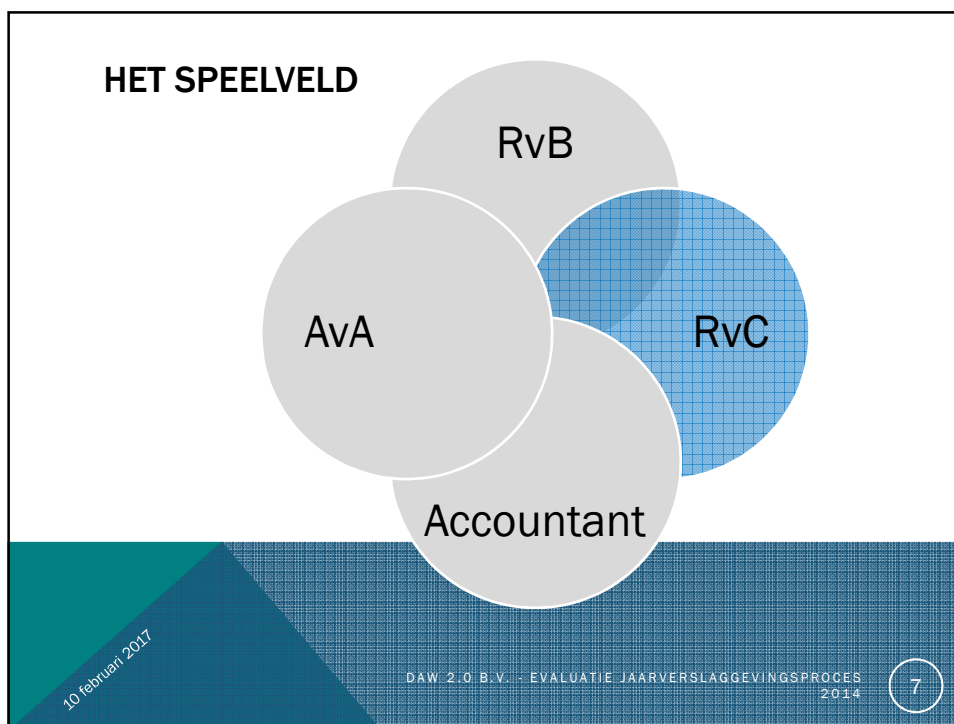 HET SPEELVELD
RvB
AvA
RvC
Accountant
10 februari 2017
DAW 2.0 B.V. - EVALUATIE JAARVERSLAGGEVINGSPROCES
2014
7